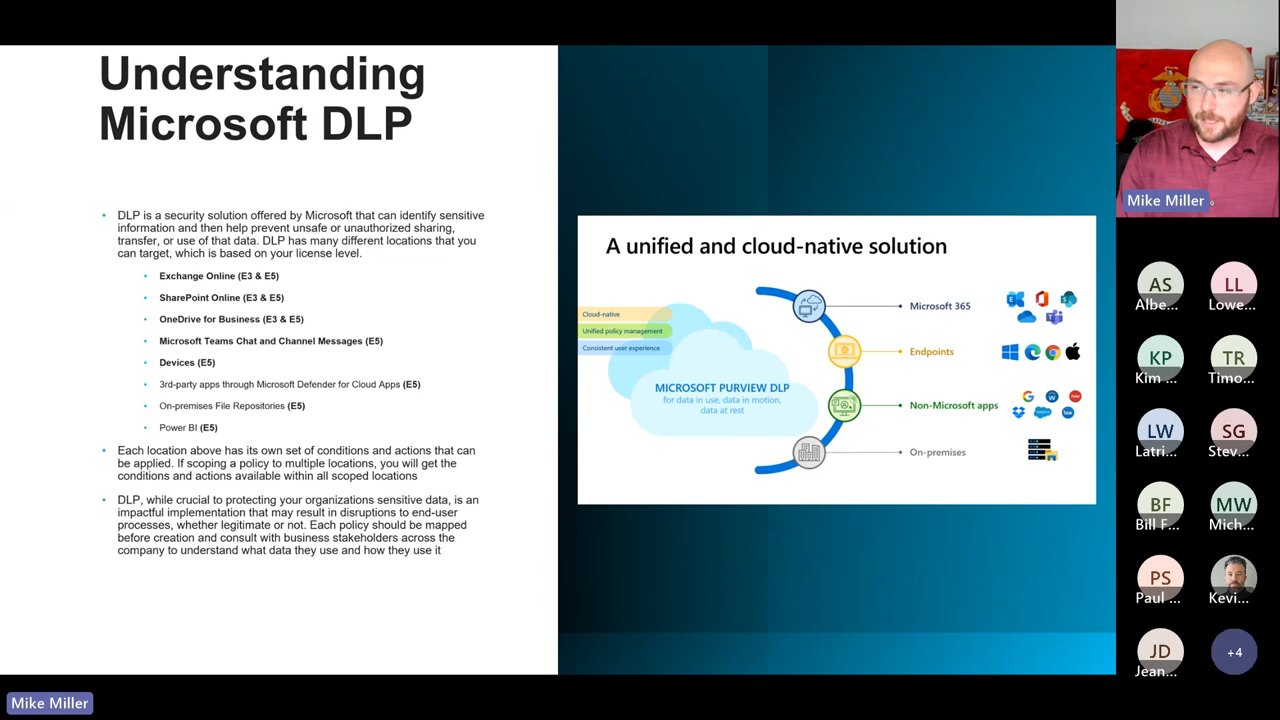 Understanding
Microsoft DLP
DLP is a security solution offered by Microsoft that can identify sensitive
information and then help prevent unsafe or unauthorized sharing,
transfer, or use of that data. DLP has many different locations that you
can target, which is based on your license level.
Exchange Online (E3 & E5)
SharePoint Online (E3 & E5)
OneDrive for Business (E3 & E5)
Microsoft Teams Chat and Channel Messages (E5)
Devices (E5)
3rd-party apps through Microsoft Defender for Cloud Apps (E5)
On-premises File Repositories (E5)
Power BI (E5)
Each location above has its own set of conditions and actions that can
be applied. If scoping a policy to multiple locations, you will get the
conditions and actions available within all scoped locations
DLP, while crucial to protecting your organizations sensitive data, is an
impactful implementation that may result in disruptions to end-user
processes, whether legitimate or not. Each policy should be mapped
before creation and consult with business stakeholders across the
company to understand what data they use and how they use it
A unified and cloud-native solution
Cloud-native
Unified policy management
Consistent user experience
MICROSOFT PURVIEW DLP
for data in use, data in motion,
data at rest
Microsoft 365
Endpoints
Non-Microsoft apps
On-premises
Mike Miller
AS
Albe...
LL
Lowe...
KP
Kim ...
TR
Timo...
LW
Latri...
SG
Stev...
BF
Bill F...
MW
Mich...
PS
Paul ...
Kevi...
JD
Jean...
+4
Mike Miller